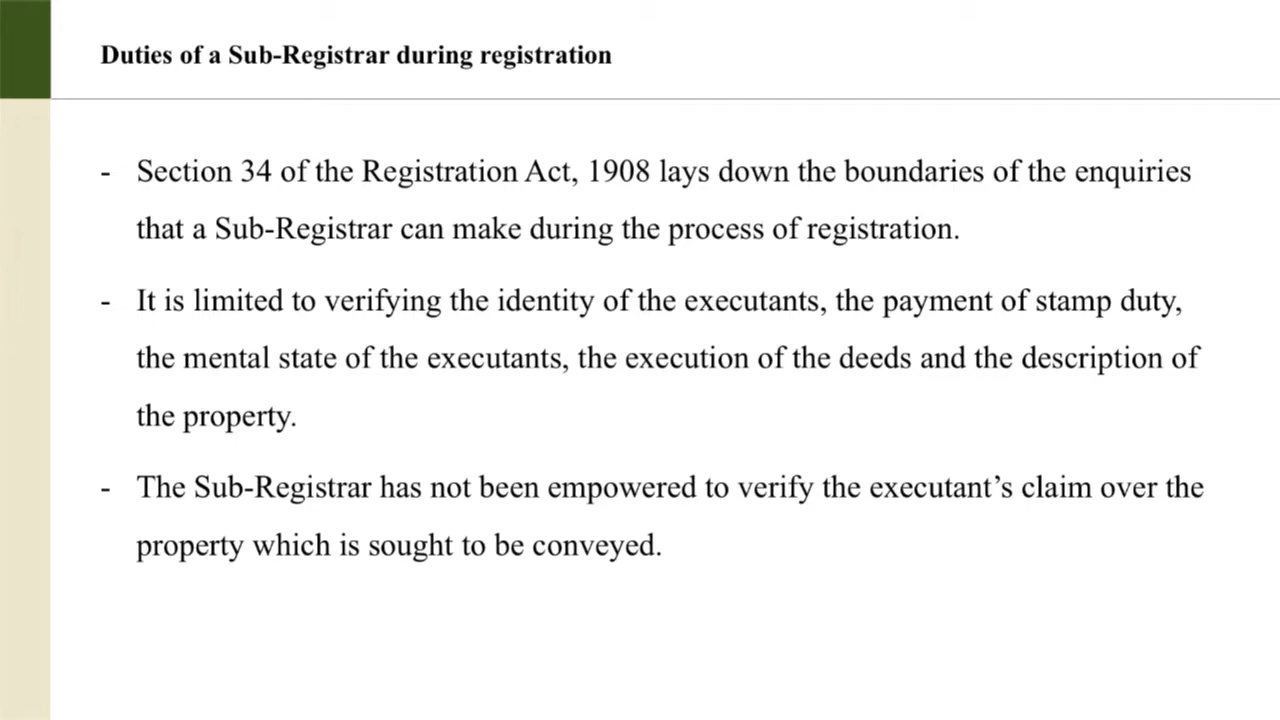 Duties of a Sub-Registrar during registration
- Section 34 of the Registration Act, 1908 lays down the boundaries of the enquiries
that a Sub-Registrar can make during the process of registration.
- It is limited to verifying the identity of the executants, the payment of stamp duty,
the mental state of the executants, the execution of the deeds and the description of
the property.
- The Sub-Registrar has not been empowered to verify the executant’s claim over the
property which is sought to be conveyed.